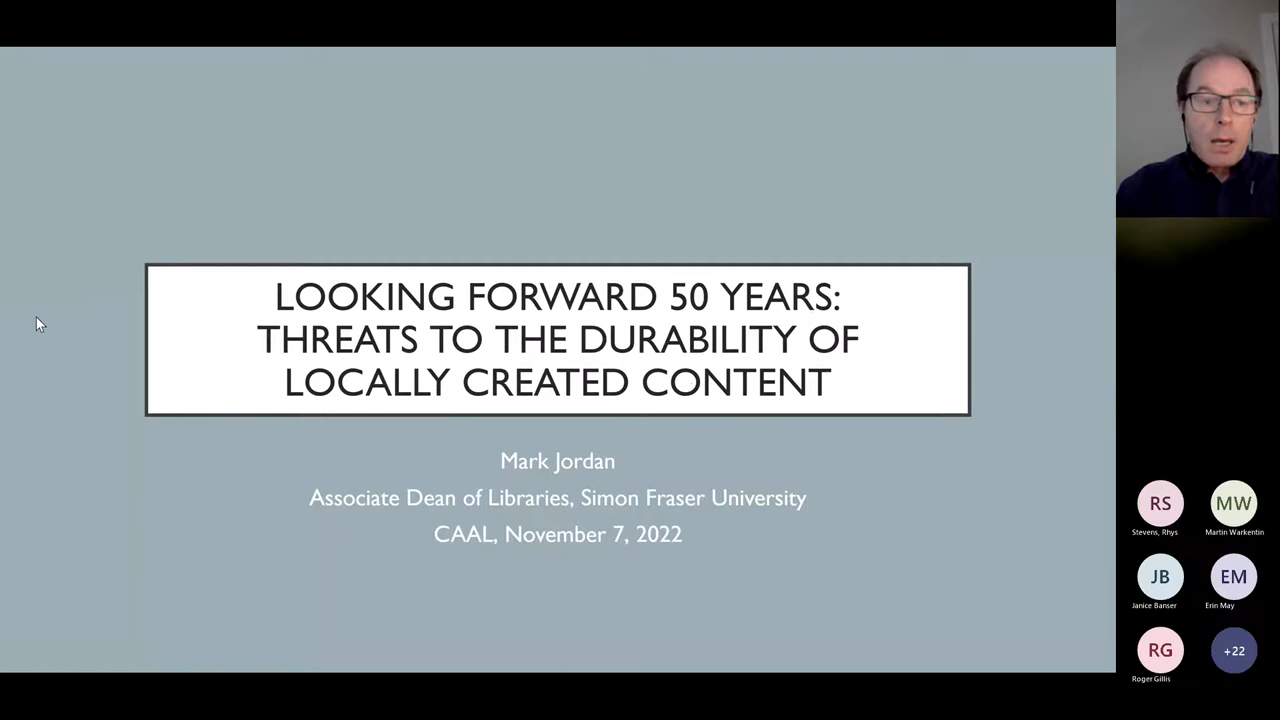 LOOKING FORWARD 50 YEARS:
THREATS TO THE DURABILITY OF
LOCALLY CREATED CONTENT
Mark Jordan
Associate Dean of Libraries, Simon Fraser University
CAAL, November 7, 2022
RS
MW
Stevens, Rhys
Martin Warkentin
JB
EM
Janice Banser
Erin May
RG
+22
Roger Gillis